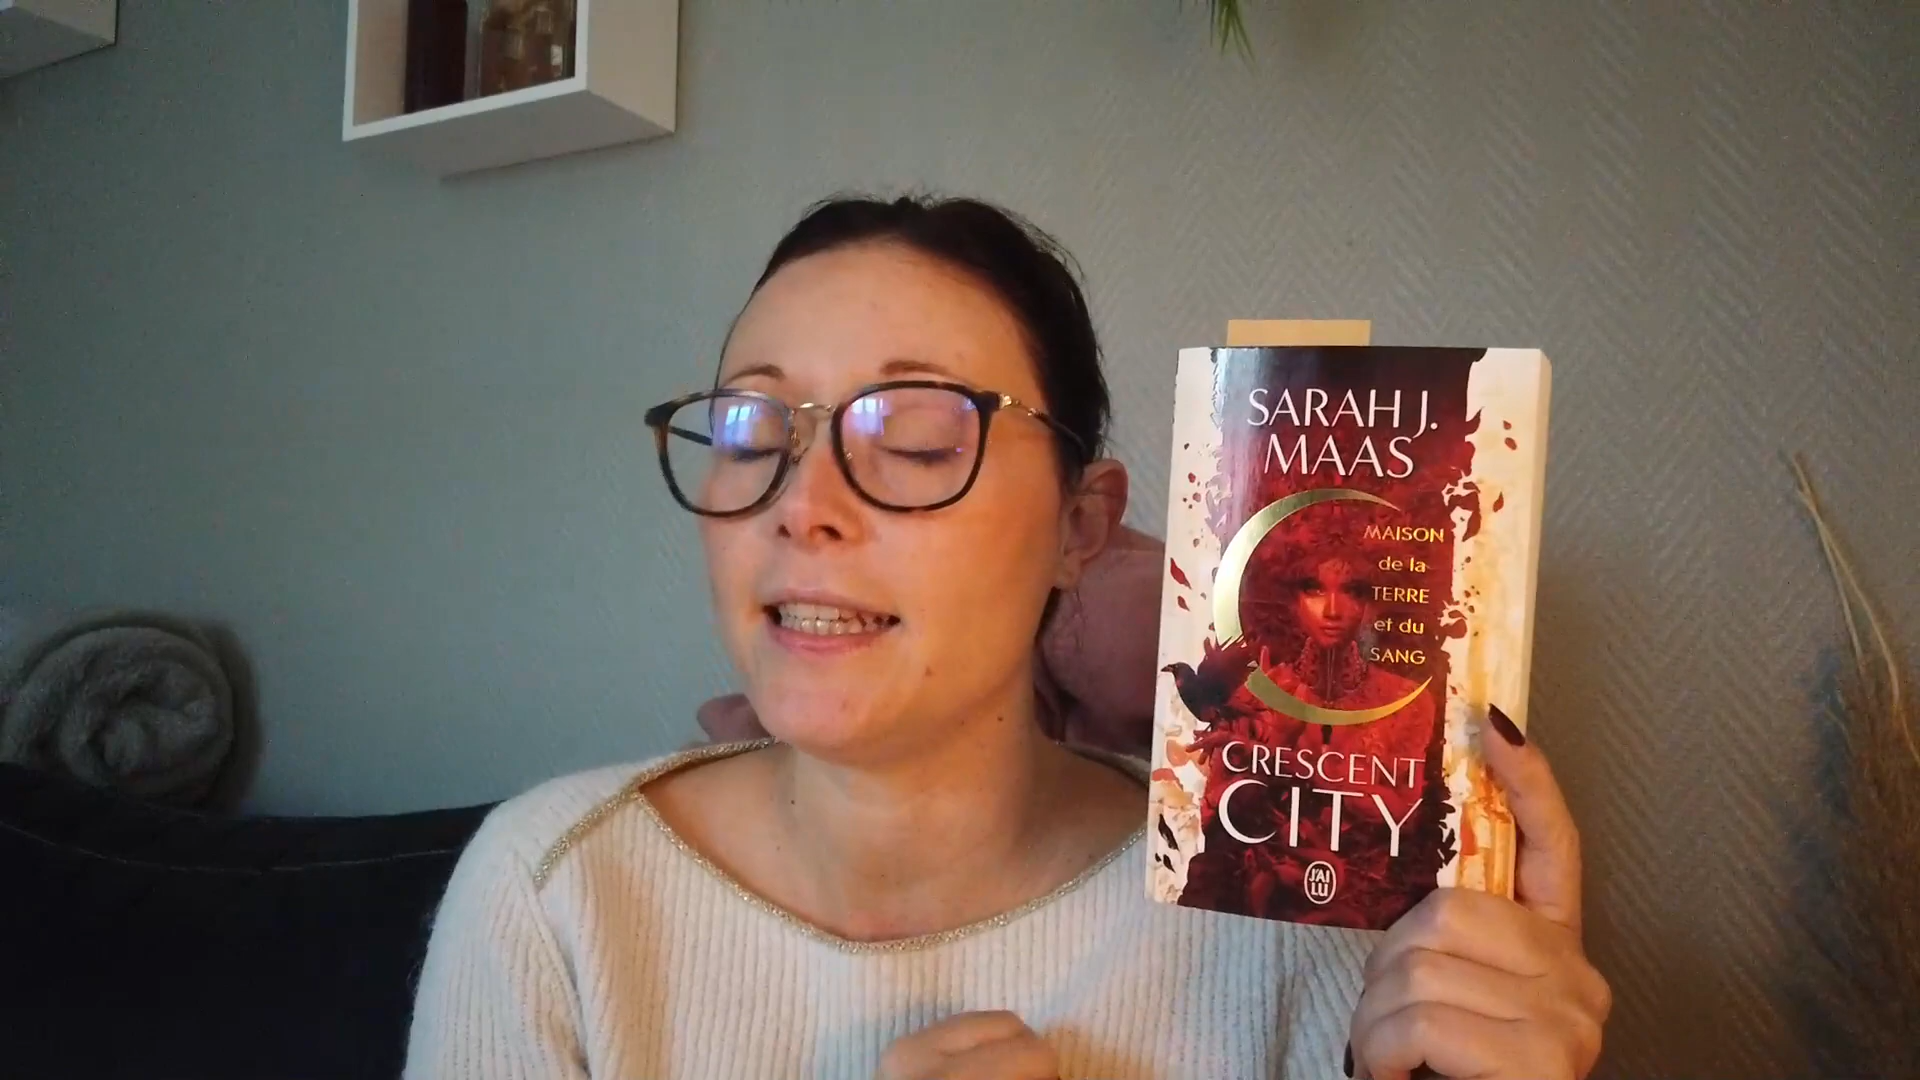 SARAH J.
MAAS
MAISON
de la
TERRE
et du
SANG
CRESCENT
CITY
J'AI
LU